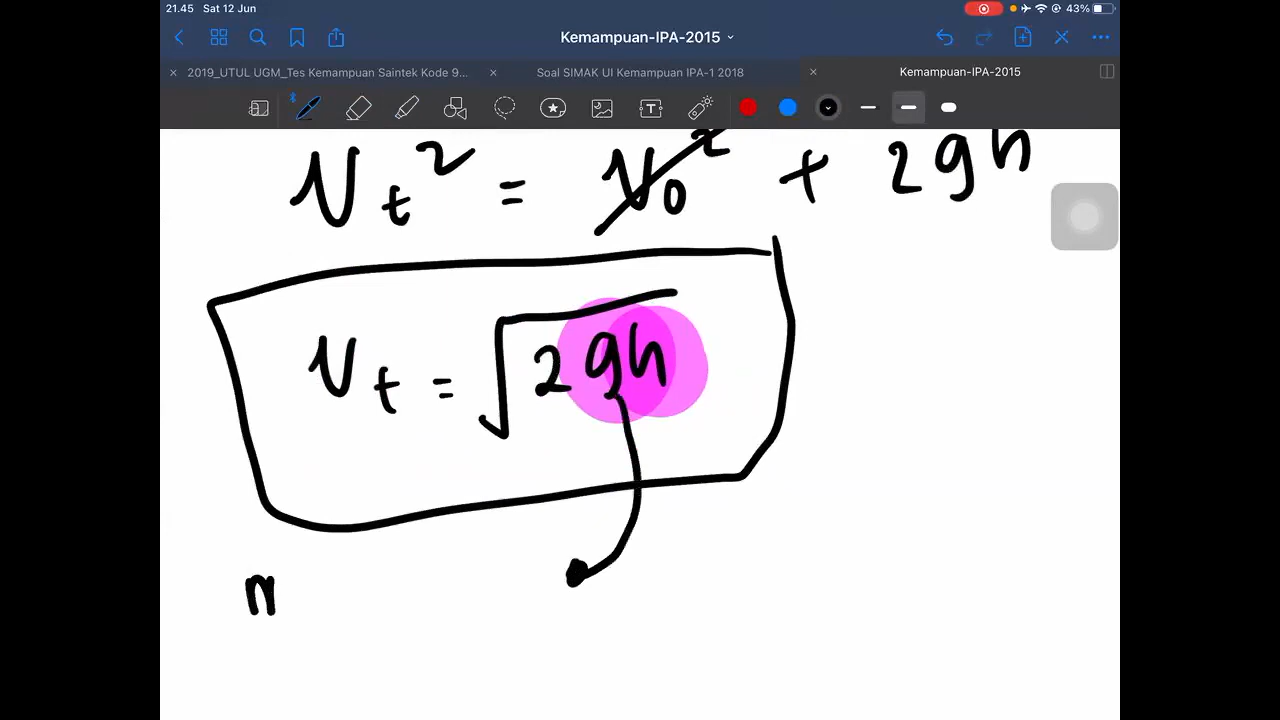 21.45 Sat 12 Jun 43%
Kemampuan-IPA-2015
2019_UTUL UGM_Tes Kemampuan Saintek Kode 9...
Soal SIMAK UI Kemampuan IPA-1 2018
Kemampuan-IPA-2015
T
Vt² = V₀² + 2gh
Vt = √2gh
m